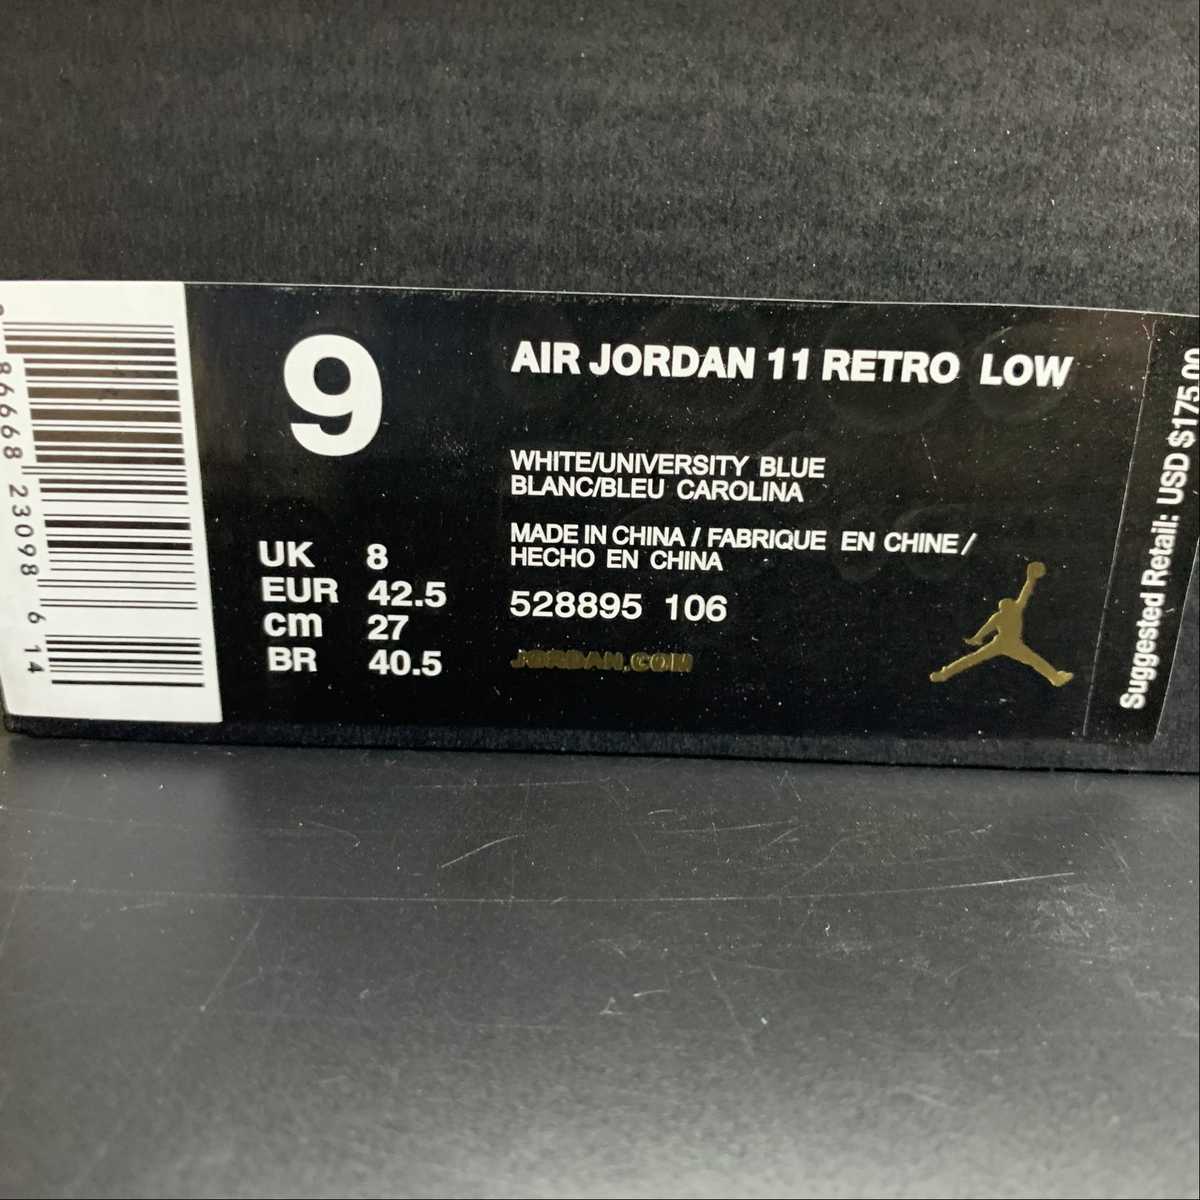 9
UK 8
EUR 42.5
cm 27
BR 40.5
AIR JORDAN 11 RETRO LOW
WHITE/UNIVERSITY BLUE
BLANC/BLEU CAROLINA
MADE IN CHINA / FABRIQUE EN CHINE /
HECHO EN CHINA
528895 106
JORDAN.COM
Suggested Retail: USD $175.00
86668 23098 6 14